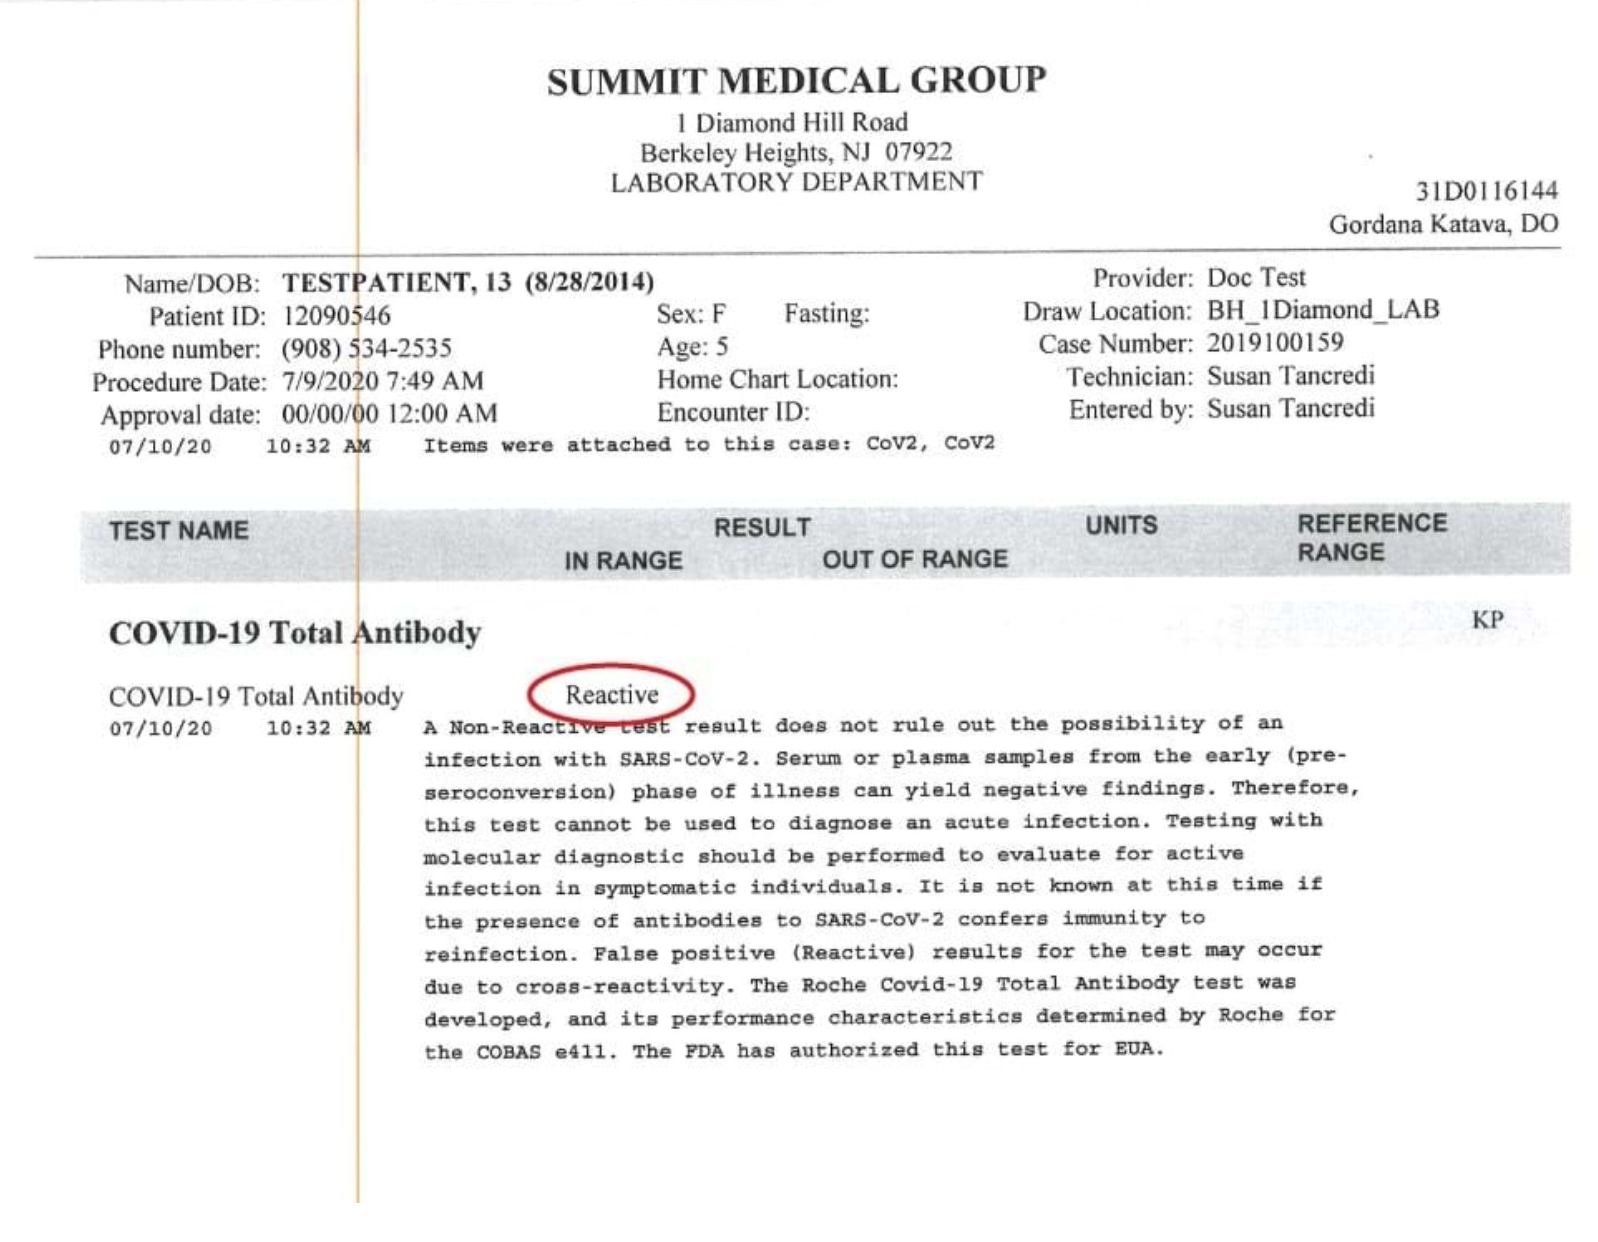 SUMMIT MEDICAL GROUP
1 Diamond Hill Road
Berkeley Heights, NJ 07922
LABORATORY DEPARTMENT
31D0116144
Gordana Katava, DO
Name/DOB: TESTPATIENT, 13 (8/28/2014) Provider: Doc Test
Patient ID: 12090546 Sex: F Fasting: Draw Location: BH_1Diamond_LAB
Phone number: (908) 534-2535 Age: 5 Case Number: 2019100159
Procedure Date: 7/9/2020 7:49 AM Home Chart Location: Technician: Susan Tancredi
Approval date: 00/00/00 12:00 AM Encounter ID: Entered by: Susan Tancredi
07/10/20 10:32 AM Items were attached to this case: CoV2, CoV2
TEST NAME RESULT UNITS REFERENCE
IN RANGE OUT OF RANGE RANGE
COVID-19 Total Antibody KP
COVID-19 Total Antibody Reactive
07/10/20 10:32 AM A Non-Reactive test result does not rule out the possibility of an
infection with SARS-CoV-2. Serum or plasma samples from the early (pre-
seroconversion) phase of illness can yield negative findings. Therefore,
this test cannot be used to diagnose an acute infection. Testing with
molecular diagnostic should be performed to evaluate for active
infection in symptomatic individuals. It is not known at this time if
the presence of antibodies to SARS-CoV-2 confers immunity to
reinfection. False positive (Reactive) results for the test may occur
due to cross-reactivity. The Roche Covid-19 Total Antibody test was
developed, and its performance characteristics determined by Roche for
the COBAS e411. The FDA has authorized this test for EUA.